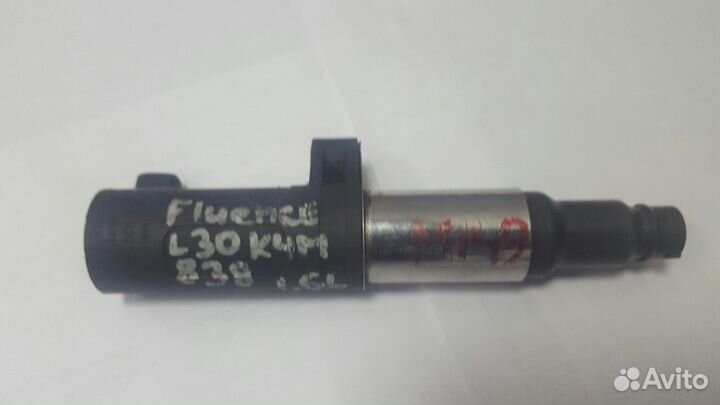 Fluence
L30 K4M
838 1.6L
Avito